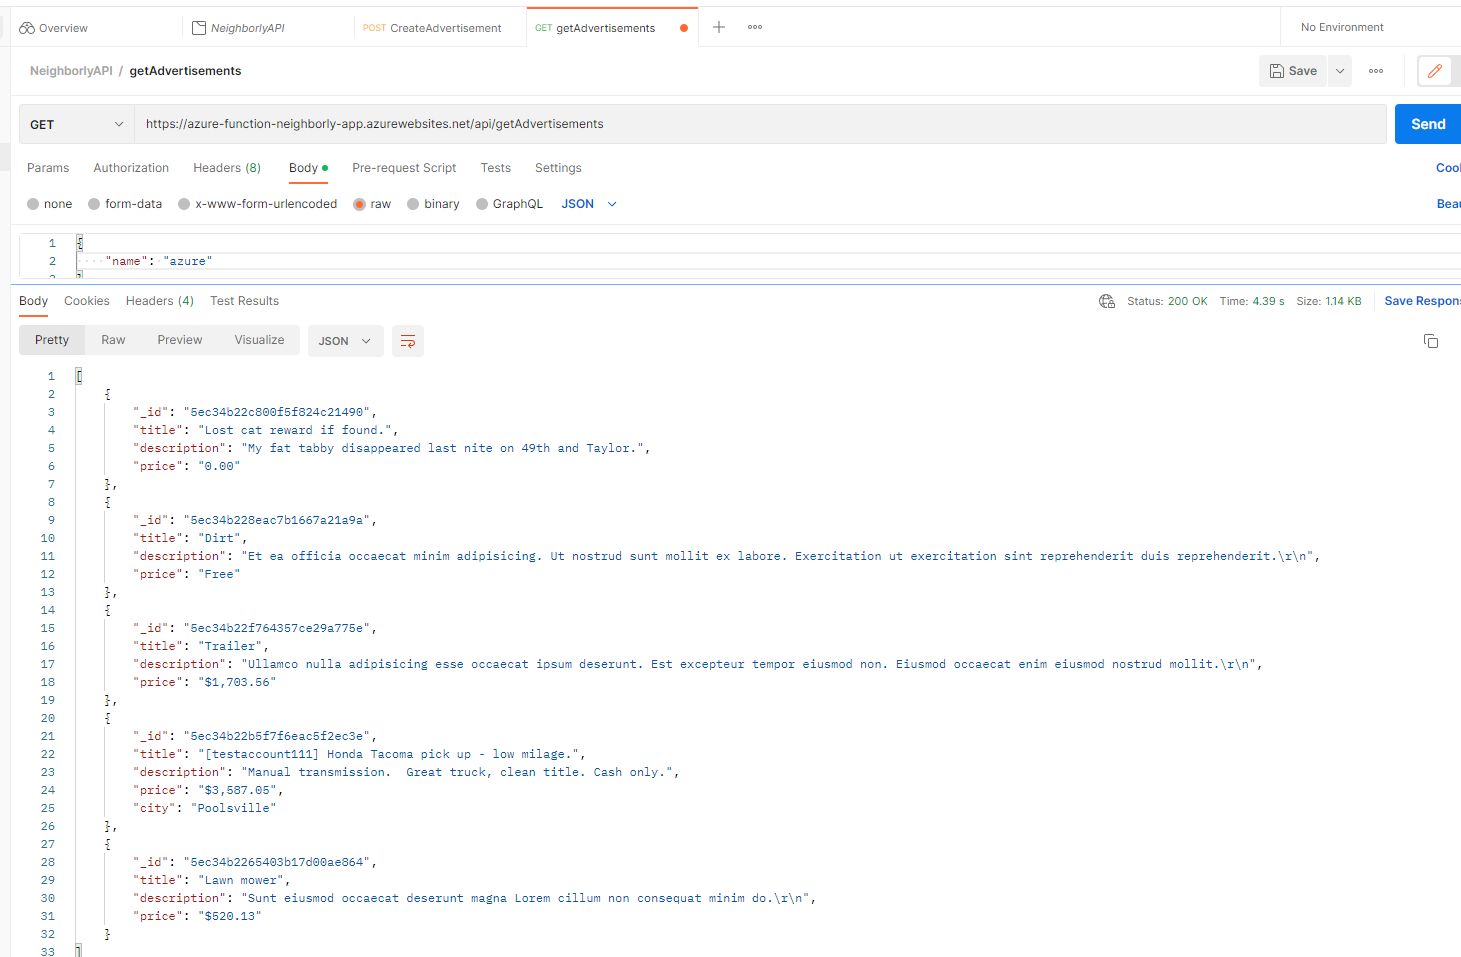 Overview
NeighborlyAPI
POST CreateAdvertisement
GET getAdvertisements
No Environment
NeighborlyAPI / getAdvertisements
Save
GET
https://azure-function-neighborly-app.azurewebsites.net/api/getAdvertisements
Send
Params Authorization Headers (8) Body Pre-request Script Tests Settings
none form-data x-www-form-urlencoded raw binary GraphQL JSON
1 {
2 "name": "azure"
Body Cookies Headers (4) Test Results
Status: 200 OK Time: 4.39 s Size: 1.14 KB Save Respon
Pretty Raw Preview Visualize JSON
1 [
2 {
3 "_id": "5ec34b22c800f5f824c21490",
4 "title": "Lost cat reward if found.",
5 "description": "My fat tabby disappeared last nite on 49th and Taylor.",
6 "price": "0.00"
7 },
8 {
9 "_id": "5ec34b228eac7b1667a21a9a",
10 "title": "Dirt",
11 "description": "Et ea officia occaecat minim adipisicing. Ut nostrud sunt mollit ex labore. Exercitation ut exercitation sint reprehenderit duis reprehenderit.\r\n",
12 "price": "Free"
13 },
14 {
15 "_id": "5ec34b22f764357ce29a775e",
16 "title": "Trailer",
17 "description": "Ullamco nulla adipisicing esse occaecat ipsum deserunt. Est excepteur tempor eiusmod non. Eiusmod occaecat enim eiusmod nostrud mollit.\r\n",
18 "price": "$1,703.56"
19 },
20 {
21 "_id": "5ec34b22b5f7f6eac5f2ec3e",
22 "title": "[testaccount111] Honda Tacoma pick up - low milage.",
23 "description": "Manual transmission.  Great truck, clean title. Cash only.",
24 "price": "$3,587.05",
25 "city": "Poolsville"
26 },
27 {
28 "_id": "5ec34b2265403b17d00ae864",
29 "title": "Lawn mower",
30 "description": "Sunt eiusmod occaecat deserunt magna Lorem cillum non consequat minim do.\r\n",
31 "price": "$520.13"
32 }
33 ]